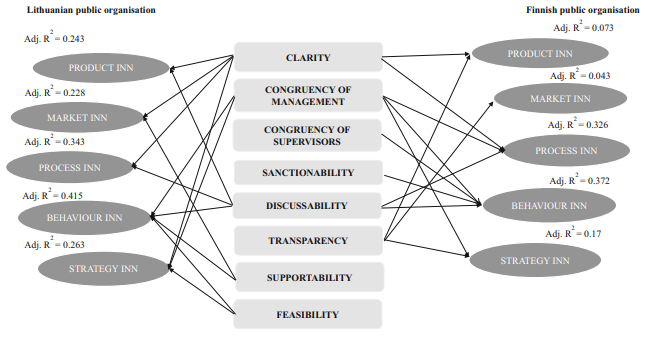 Lithuanian public organisation
Finnish public organisation
Adj. R² = 0.243
PRODUCT INN
Adj. R² = 0.228
MARKET INN
Adj. R² = 0.343
PROCESS INN
Adj. R² = 0.415
BEHAVIOUR INN
Adj. R² = 0.263
STRATEGY INN
CLARITY
CONGRUENCY OF
MANAGEMENT
CONGRUENCY OF
SUPERVISORS
SANCTIONABILITY
DISCUSSABILITY
TRANSPARENCY
SUPPORTABILITY
FEASIBILITY
Adj. R² = 0.073
PRODUCT INN
Adj. R² = 0.043
MARKET INN
Adj. R² = 0.326
PROCESS INN
Adj. R² = 0.372
BEHAVIOUR INN
Adj. R² = 0.17
STRATEGY INN